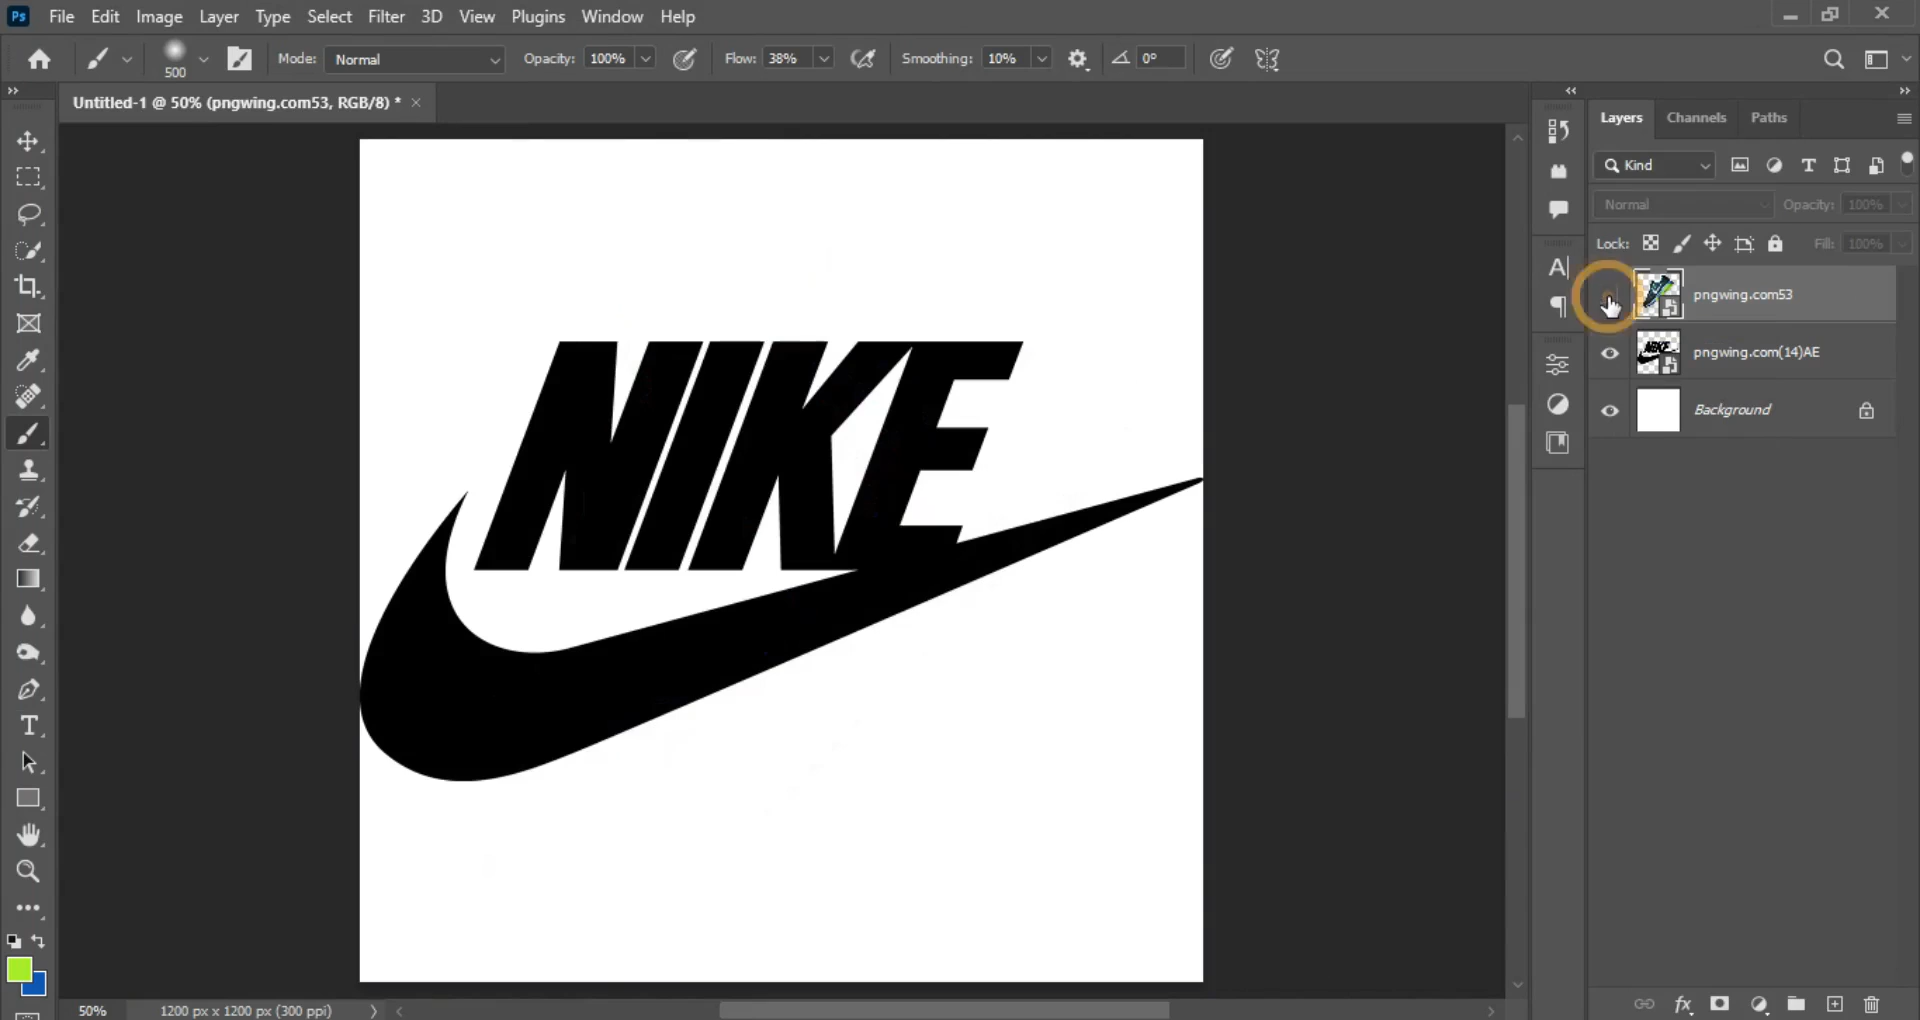 Ps File Edit Image Layer Type Select Filter 3D View Plugins Window Help
500 Mode: Normal Opacity: 100% Flow: 38% Smoothing: 10% 0°
Untitled-1 @ 50% (pngwing.com53, RGB/8) *
Layers Channels Paths
Kind
Normal Opacity: 100%
Lock: Fill: 100%
pngwing.com53
pngwing.com(14)AE
Background
NIKE
50% 1200 px x 1200 px (300 ppi)